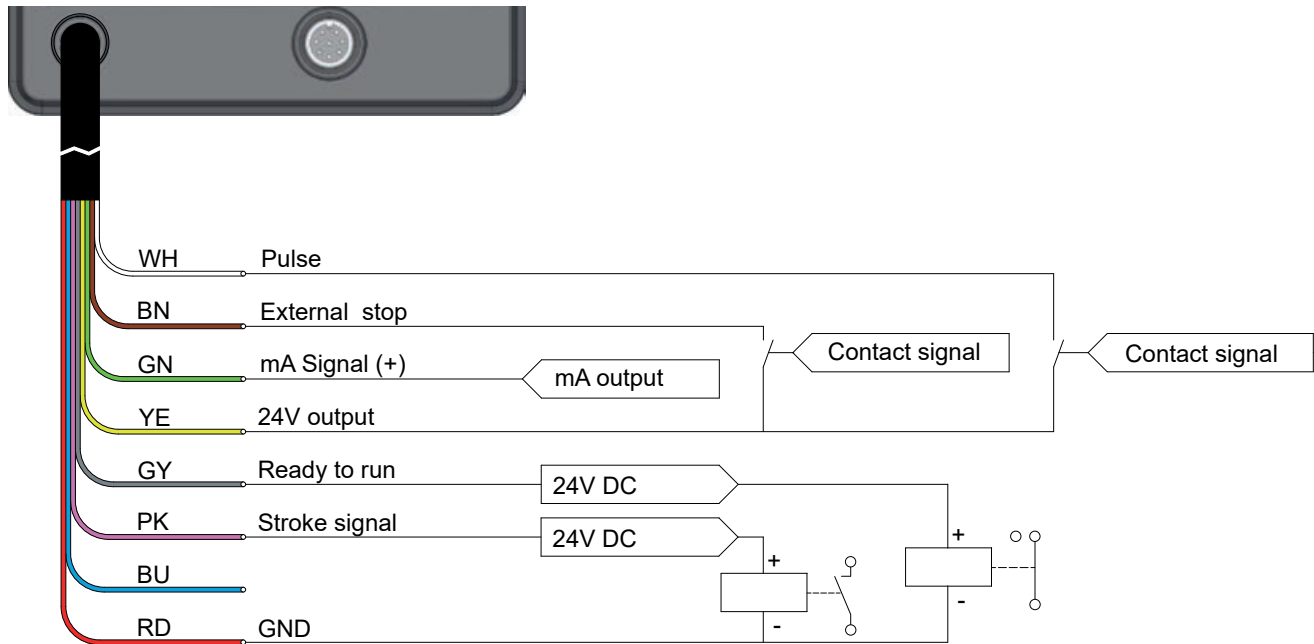 WH Pulse
BN External stop
Contact signal
Contact signal
GN mA Signal (+)
mA output
YE 24V output
GY Ready to run
24V DC
PK Stroke signal
24V DC
+
+
BU
-
-
RD GND